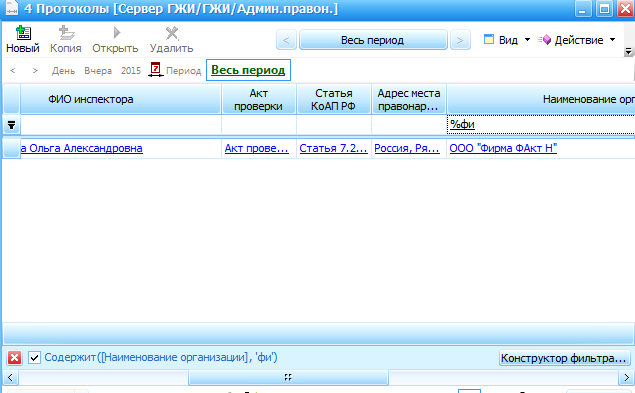 4 Протоколы [Сервер ГЖИ/ГЖИ/Админ.правон.]
Новый Копия Открыть Удалить < Весь период > Вид Действие
< > День Вчера 2015 7 Период Весь период
ФИО инспектора Акт проверки Статья КоАП РФ Адрес места правонар... Наименование орг
%фи
а Ольга Александровна Акт прове... Статья 7.2... Россия, Ря... ООО "Фирма ФАкт Н"
Содержит([Наименование организации], 'фи') Конструктор фильтра...